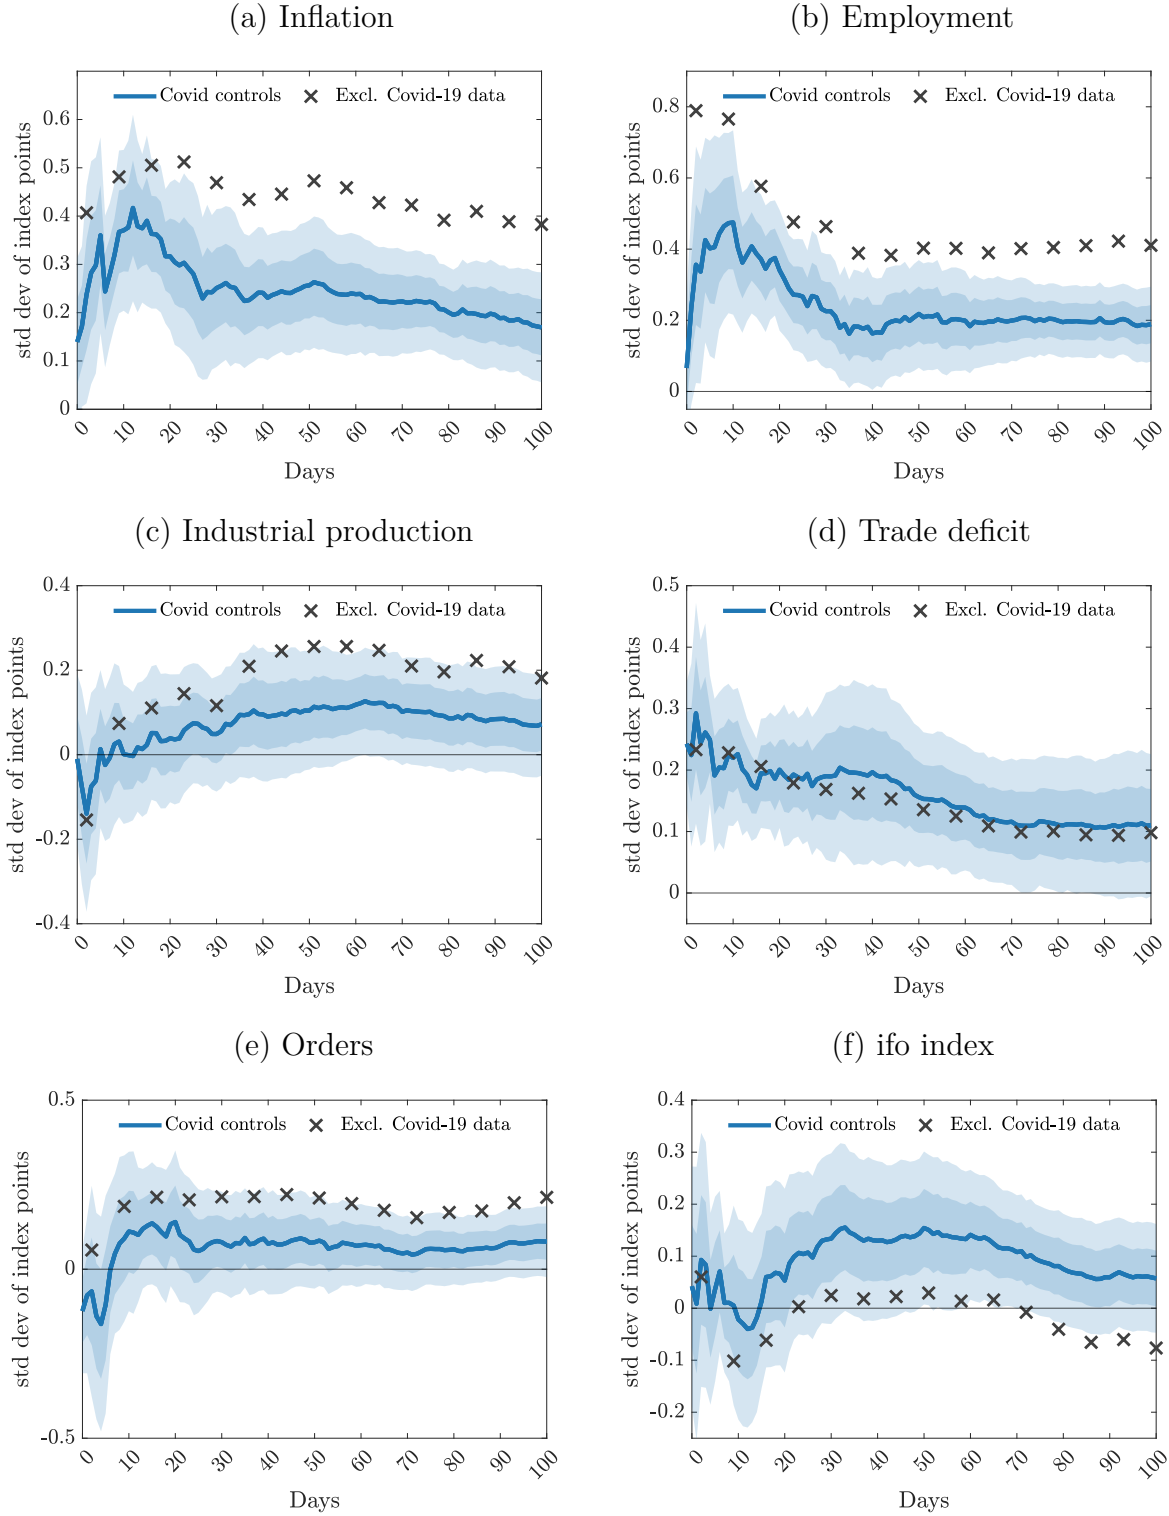 (a) Inflation
Covid controls
Excl. Covid-19 data
std dev of index points
0.6
0.5
0.4
0.3
0.2
0.1
0
0 10 20 30 40 50 60 70 80 90 100
Days
(b) Employment
Covid controls
Excl. Covid-19 data
std dev of index points
0.8
0.6
0.4
0.2
0
0 10 20 30 40 50 60 70 80 90 100
Days
(c) Industrial production
Covid controls
Excl. Covid-19 data
std dev of index points
0.4
0.2
0
-0.2
-0.4
0 10 20 30 40 50 60 70 80 90 100
Days
(d) Trade deficit
Covid controls
Excl. Covid-19 data
std dev of index points
0.5
0.4
0.3
0.2
0.1
0
0 10 20 30 40 50 60 70 80 90 100
Days
(e) Orders
Covid controls
Excl. Covid-19 data
std dev of index points
0.5
0
-0.5
0 10 20 30 40 50 60 70 80 90 100
Days
(f) ifo index
Covid controls
Excl. Covid-19 data
std dev of index points
0.4
0.3
0.2
0.1
0
-0.1
-0.2
0 10 20 30 40 50 60 70 80 90 100
Days